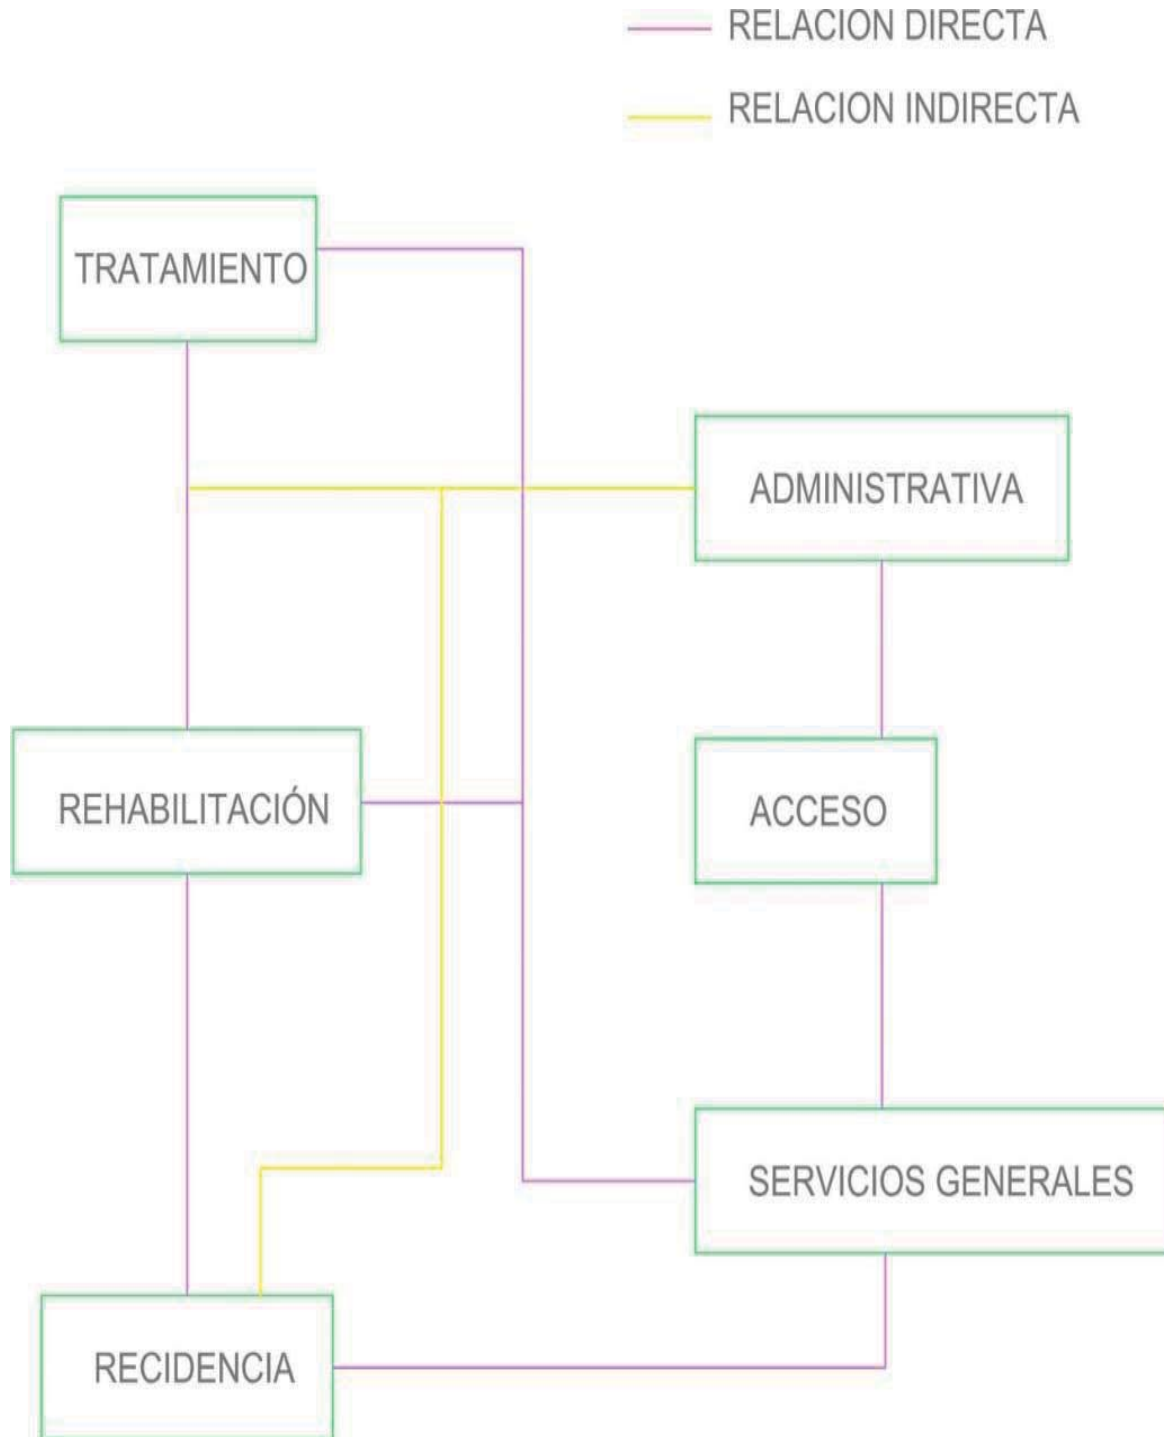 RELACION DIRECTA
RELACION INDIRECTA
TRATAMIENTO
ADMINISTRATIVA
REHABILITACIÓN
ACCESO
SERVICIOS GENERALES
RECIDENCIA